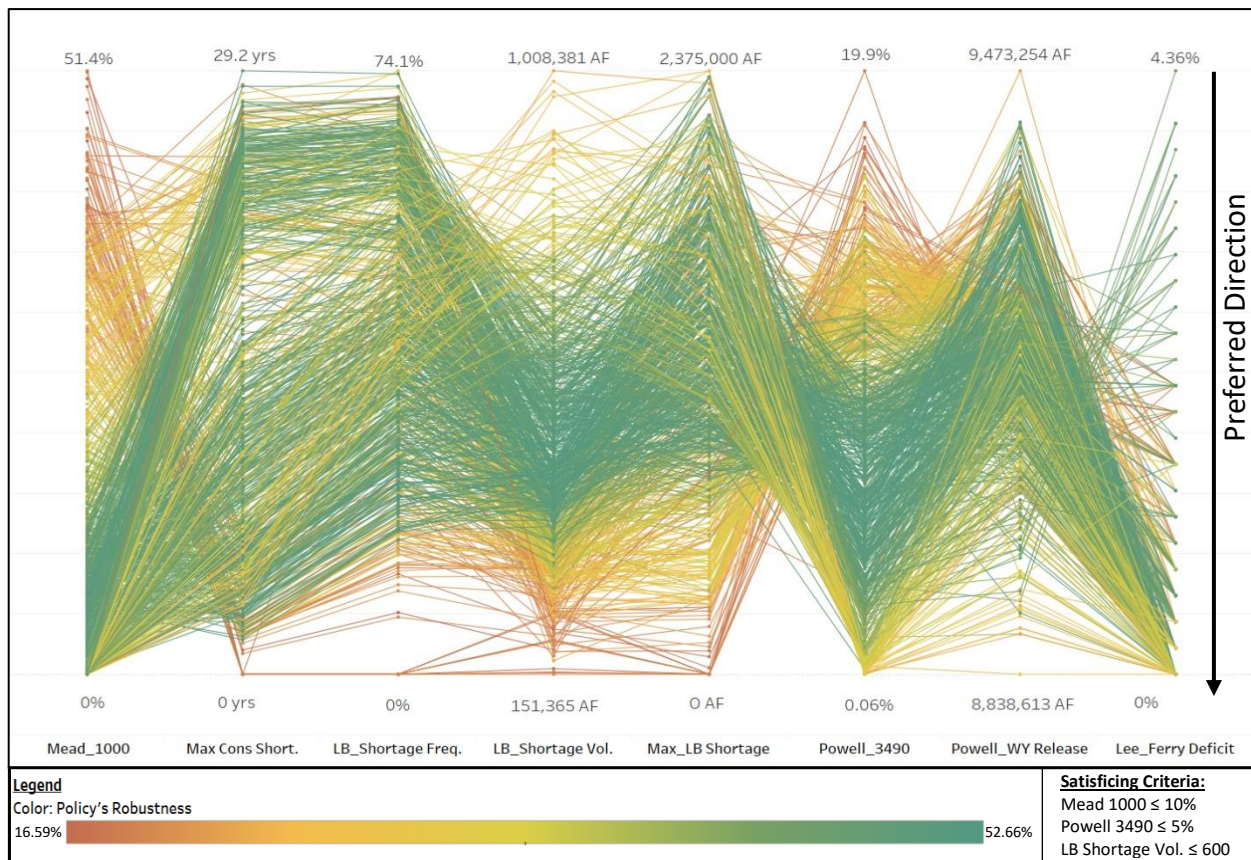 51.4% 29.2 yrs 74.1% 1,008,381 AF 2,375,000 AF 19.9% 9,473,254 AF 4.36%
Preferred Direction
0% 0 yrs 0% 151,365 AF 0 AF 0.06% 8,838,613 AF 0%
Mead_1000 Max Cons Short. LB_Shortage Freq. LB_Shortage Vol. Max_LB Shortage Powell_3490 Powell_WY Release Lee_Ferry Deficit
Legend
Color: Policy's Robustness
16.59% 52.66%
Satisficing Criteria:
Mead 1000 ≤ 10%
Powell 3490 ≤ 5%
LB Shortage Vol. ≤ 600